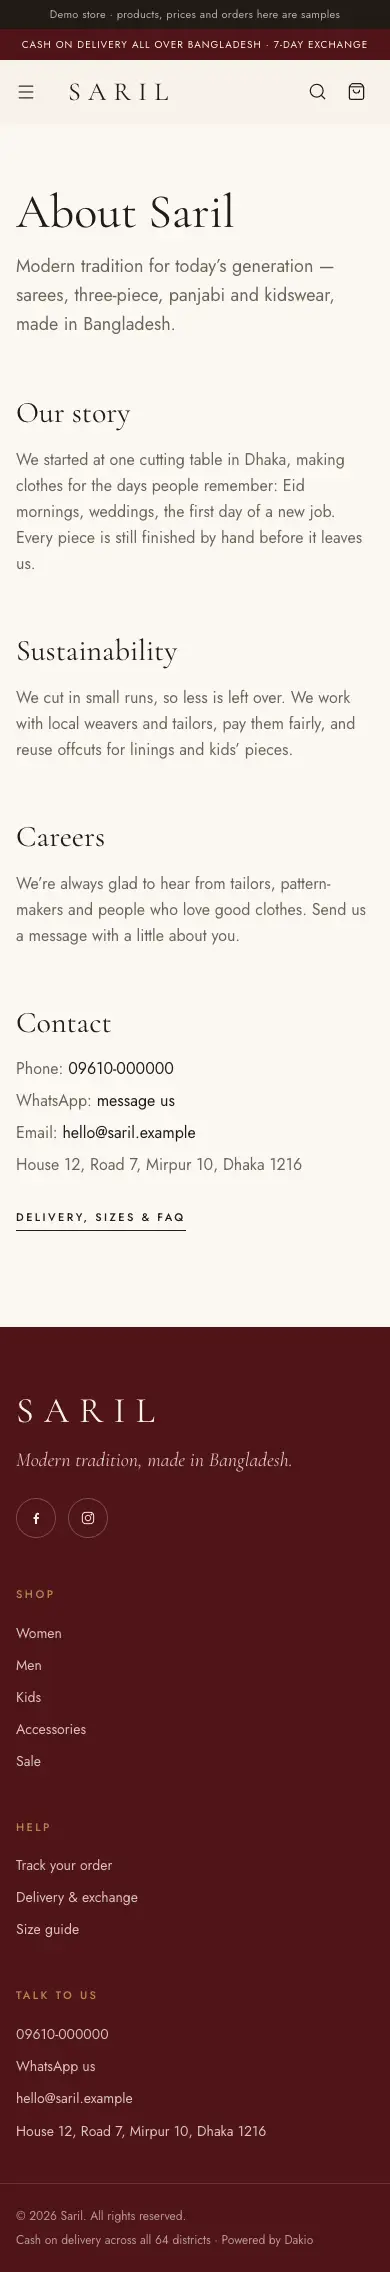 Demo store · products, prices and orders here are samples
CASH ON DELIVERY ALL OVER BANGLADESH · 7-DAY EXCHANGE
SARIL
About Saril
Modern tradition for today’s generation —
sarees, three-piece, panjabi and kidswear,
made in Bangladesh.
Our story
We started at one cutting table in Dhaka, making
clothes for the days people remember: Eid
mornings, weddings, the first day of a new job.
Every piece is still finished by hand before it leaves
us.
Sustainability
We cut in small runs, so less is left over. We work
with local weavers and tailors, pay them fairly, and
reuse offcuts for linings and kids’ pieces.
Careers
We’re always glad to hear from tailors, pattern-
makers and people who love good clothes. Send us
a message with a little about you.
Contact
Phone: 09610-000000
WhatsApp: message us
Email: hello@saril.example
House 12, Road 7, Mirpur 10, Dhaka 1216
DELIVERY, SIZES & FAQ
SARIL
Modern tradition, made in Bangladesh.
SHOP
Women
Men
Kids
Accessories
Sale
HELP
Track your order
Delivery & exchange
Size guide
TALK TO US
09610-000000
WhatsApp us
hello@saril.example
House 12, Road 7, Mirpur 10, Dhaka 1216
© 2026 Saril. All rights reserved.
Cash on delivery across all 64 districts · Powered by Dakio